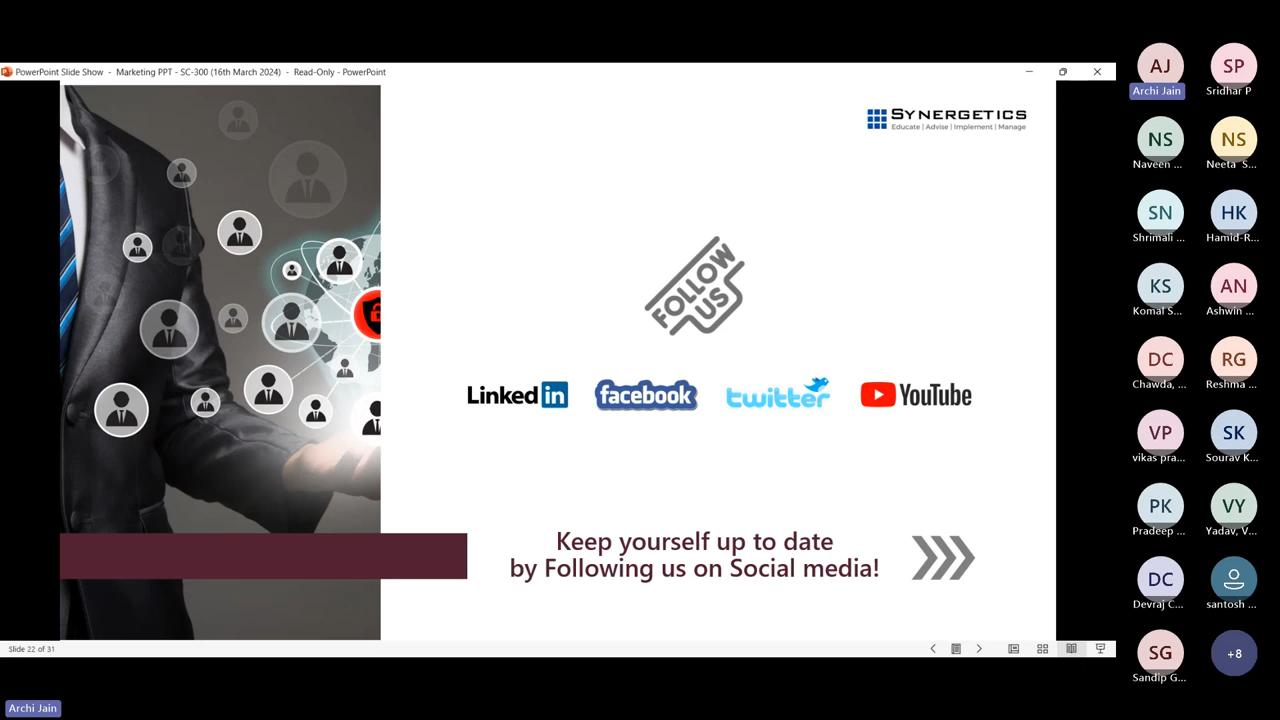 PowerPoint Slide Show - Marketing PPT - SC-300 (16th March 2024) - Read-Only - PowerPoint
SYNERGETICS
Educate | Advise | Implement | Manage
FOLLOW
US
Linked in
facebook
twitter
YouTube
Keep yourself up to date
by Following us on Social media!
Slide 22 of 31
Archi Jain
AJ
Archi Jain
SP
Sridhar P
NS
Naveen ...
NS
Neeta S...
SN
Shrimali ...
HK
Hamid-R...
KS
Komal S...
AN
Ashwin ...
DC
Chawda, ...
RG
Reshma ...
VP
vikas pra...
SK
Sourav K...
PK
Pradeep ...
VY
Yadav, V...
DC
Devraj C...
santosh ...
SG
Sandip G...
+8